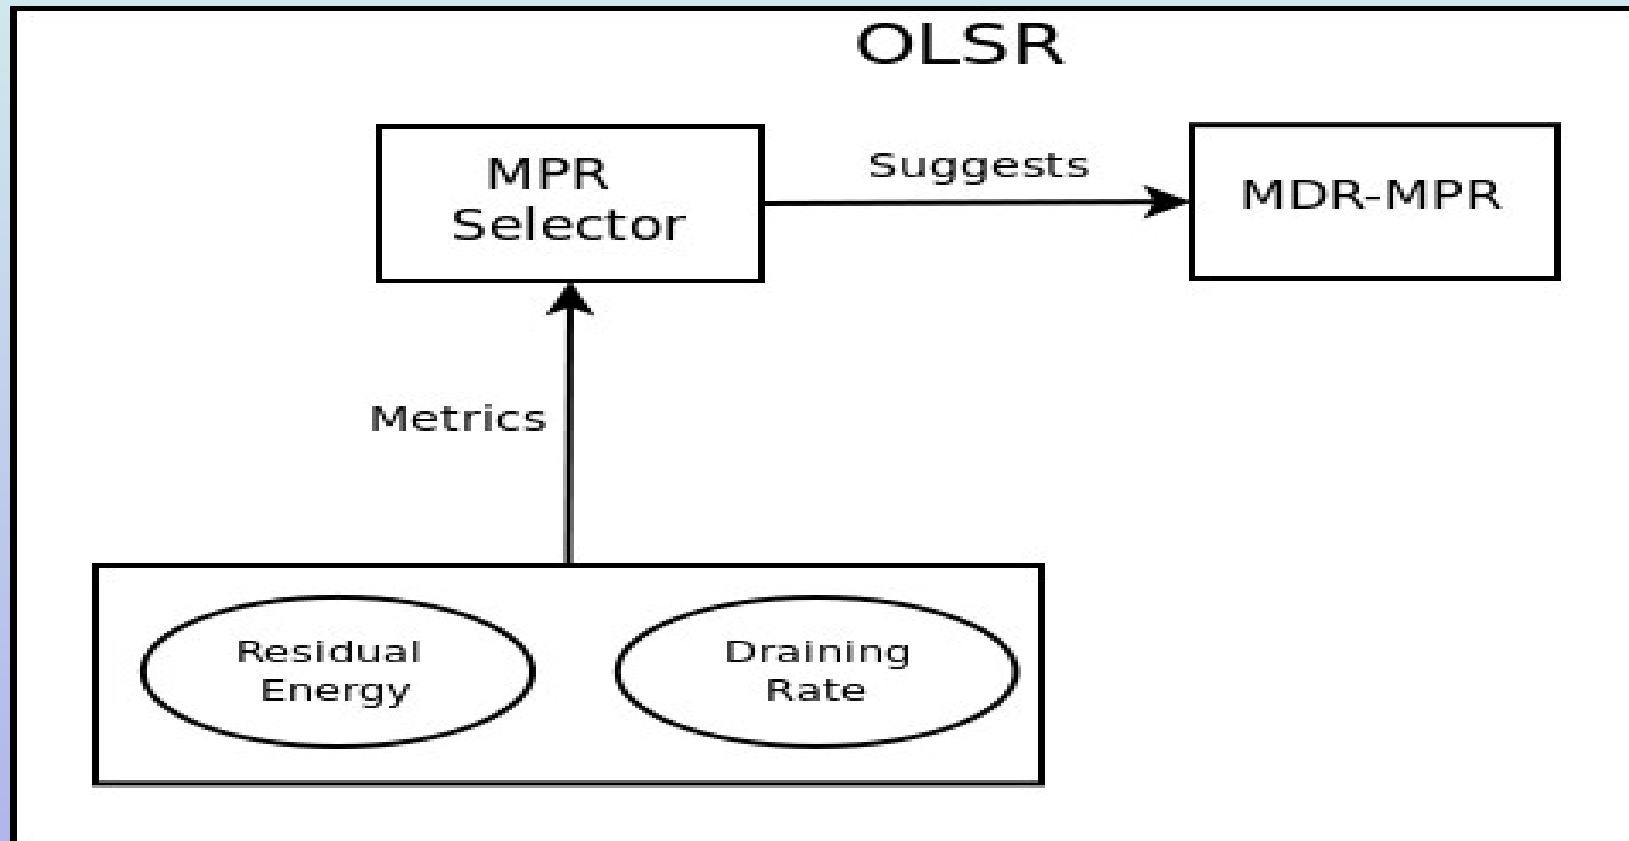 OLSR
MPR
Selector
Suggests
MDR-MPR
Metrics
Residual
Energy
Draining
Rate